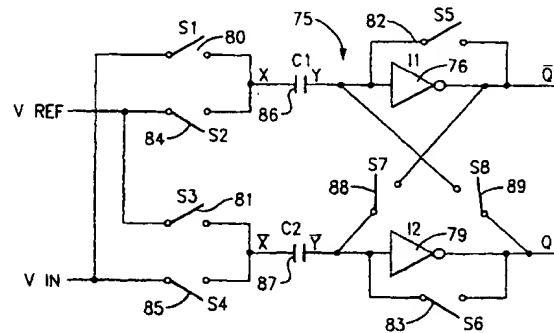 S1
80
75
82
S5
C1
I1
76
Q̅
X
Y
V REF
84
S2
86
S7
S8
S3
81
88
89
C2
I2
X̅
Y̅
79
Q
V IN
85
S4
87
83
S6